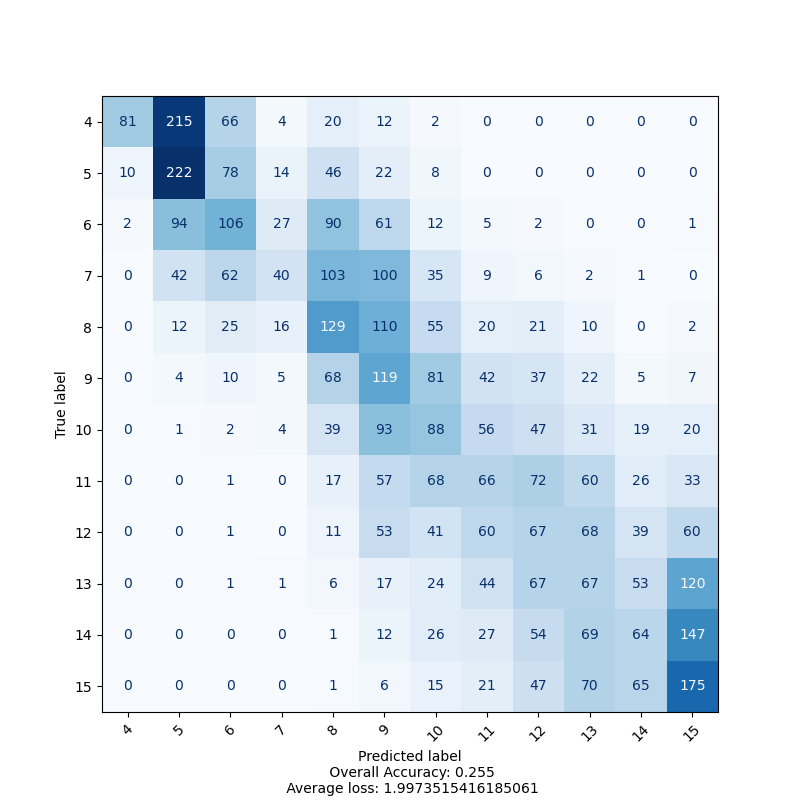 4 81 215 66 4 20 12 2 0 0 0 0 0
5 10 222 78 14 46 22 8 0 0 0 0 0
6 2 94 106 27 90 61 12 5 2 0 0 1
7 0 42 62 40 103 100 35 9 6 2 1 0
8 0 12 25 16 129 110 55 20 21 10 0 2
9 0 4 10 5 68 119 81 42 37 22 5 7
10 0 1 2 4 39 93 88 56 47 31 19 20
11 0 0 1 0 17 57 68 66 72 60 26 33
12 0 0 1 0 11 53 41 60 67 68 39 60
13 0 0 1 1 6 17 24 44 67 67 53 120
14 0 0 0 0 1 12 26 27 54 69 64 147
15 0 0 0 0 1 6 15 21 47 70 65 175
True label
4 5 6 7 8 9 10 11 12 13 14 15
Predicted label
Overall Accuracy: 0.255
Average loss: 1.9973515416185061